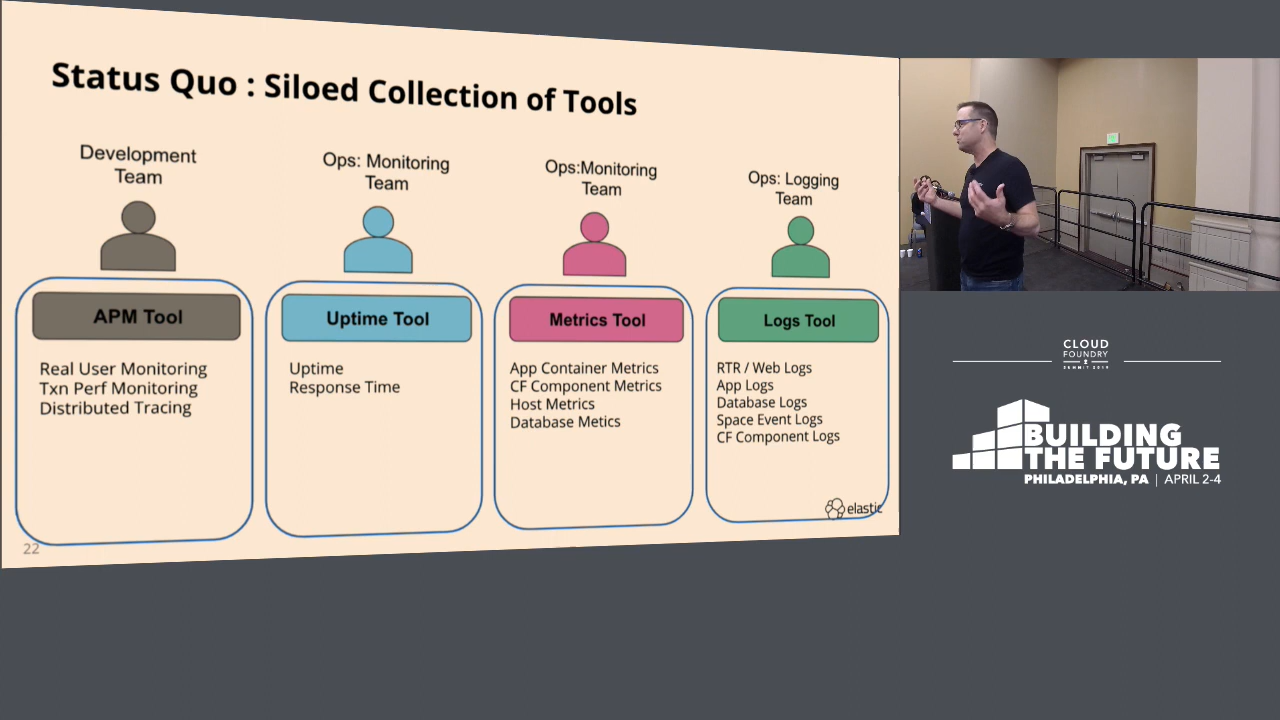 Status Quo : Siloed Collection of Tools
Development
Team
Ops: Monitoring
Team
Ops:Monitoring
Team
Ops: Logging
Team
APM Tool
Real User Monitoring
Txn Perf Monitoring
Distributed Tracing
Uptime Tool
Uptime
Response Time
Metrics Tool
App Container Metrics
CF Component Metrics
Host Metrics
Database Metics
Logs Tool
RTR / Web Logs
App Logs
Database Logs
Space Event Logs
CF Component Logs
elastic
22
CLOUD
FOUNDRY
SUMMIT 2019
BUILDING
THE FUTURE
PHILADELPHIA, PA | APRIL 2-4